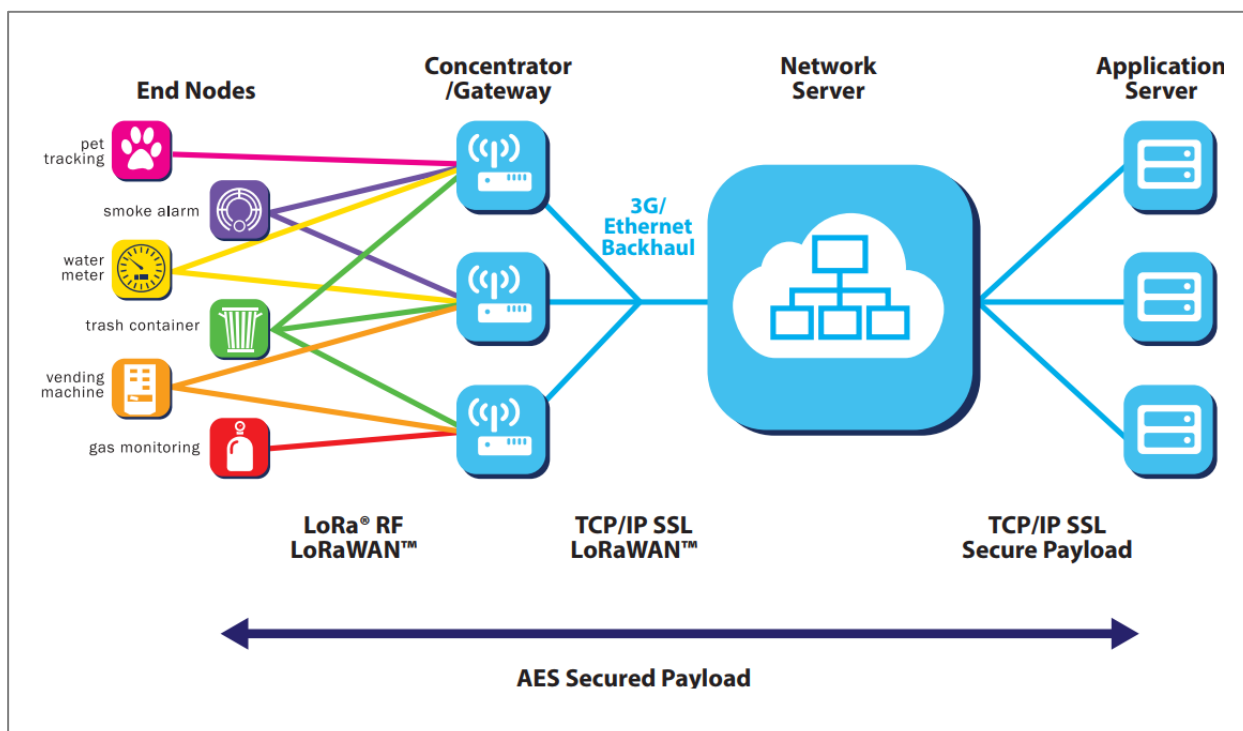 End Nodes
Concentrator
/Gateway
Network
Server
Application
Server
pet
tracking
smoke alarm
water
meter
trash container
vending
machine
gas monitoring
3G/
Ethernet
Backhaul
LoRa® RF
LoRaWAN™
TCP/IP SSL
LoRaWAN™
TCP/IP SSL
Secure Payload
AES Secured Payload